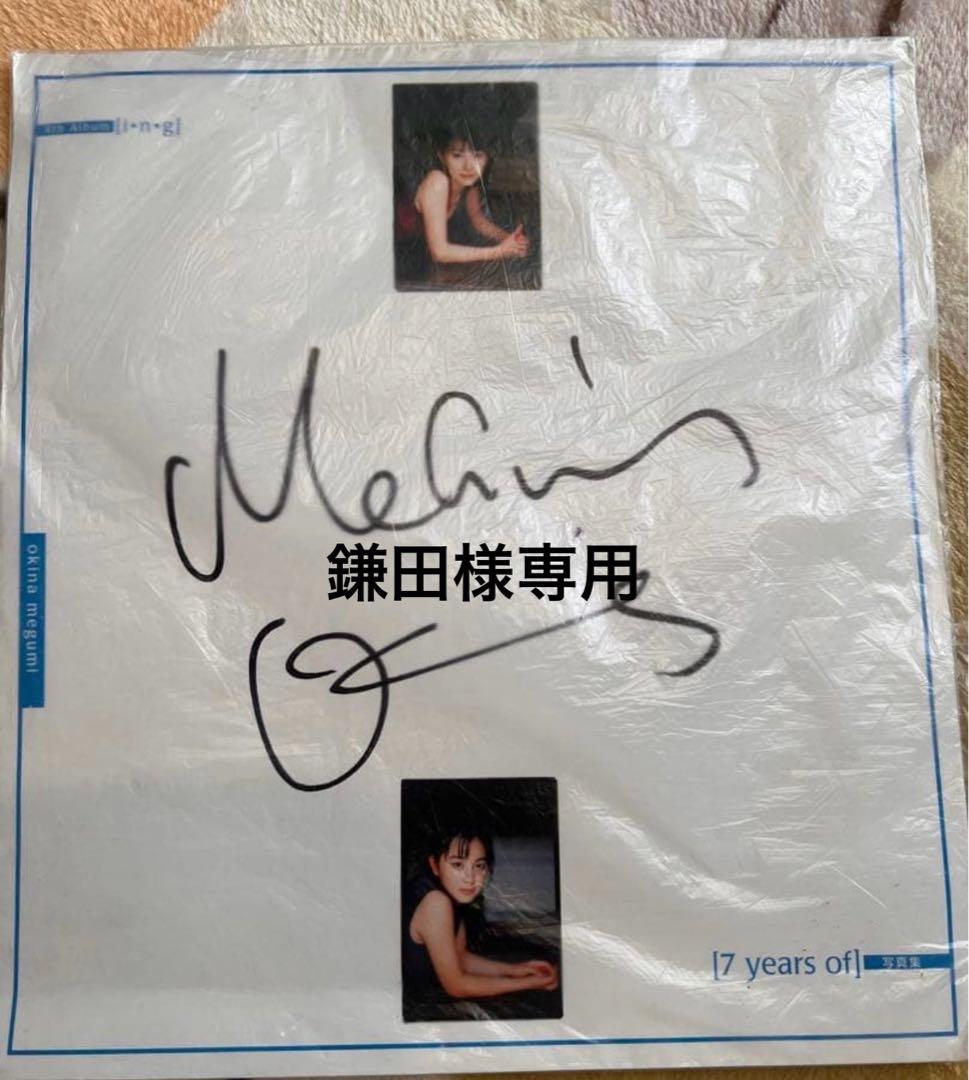 4th Album [i•n•g]
Megumi
鎌田様専用
okina megumi
[7 years of] 写真集